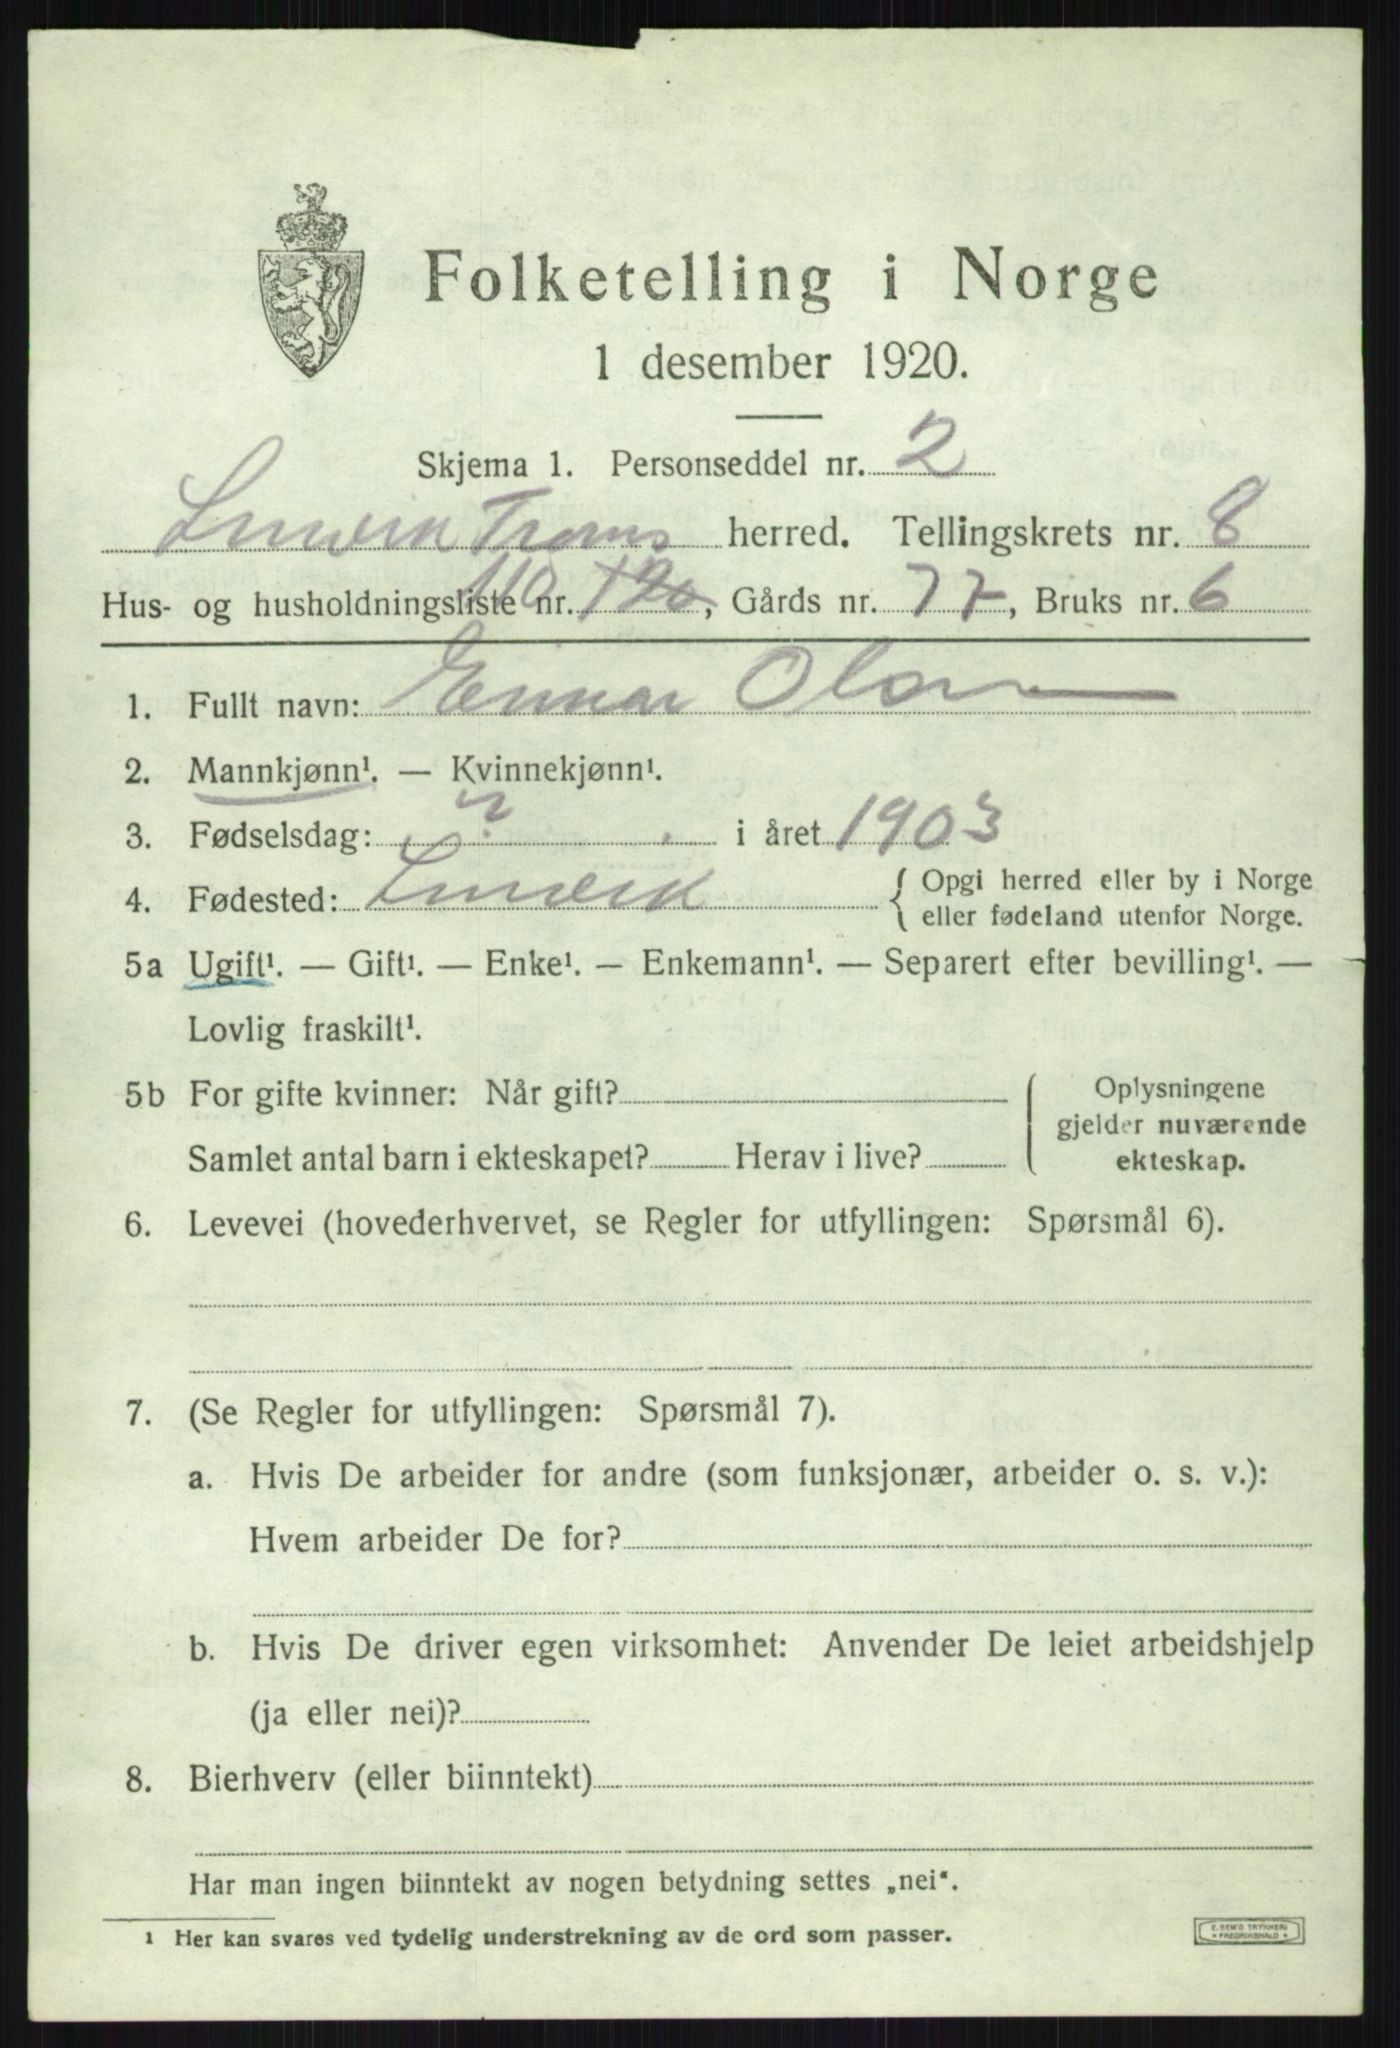 Folketelling i Norge
1 desember 1920.
Skjema 1. Personseddel nr. 2
Lenvik Troms herred. Tellingskrets nr. 8
Hus- og husholdningsliste nr. 110 120, Gårds nr. 77, Bruks nr. 6
1. Fullt navn: Einar Olsen
2. Mannkjønn¹. — Kvinnekjønn¹.
3. Fødselsdag: ? i året 1903
4. Fødested: Lenvik { Opgi herred eller by i Norge
eller fødeland utenfor Norge.
5a Ugift¹. — Gift¹. — Enke¹. — Enkemann¹. — Separert efter bevilling¹. —
Lovlig fraskilt¹.
5b For gifte kvinner: Når gift?
Samlet antal barn i ekteskapet? Herav i live?
Oplysningene
gjelder nuværende
ekteskap.
6. Levevei (hovederhvervet, se Regler for utfyllingen: Spørsmål 6).
7. (Se Regler for utfyllingen: Spørsmål 7).
a. Hvis De arbeider for andre (som funksjonær, arbeider o. s. v.):
Hvem arbeider De for?
b. Hvis De driver egen virksomhet: Anvender De leiet arbeidshjelp
(ja eller nei)?
8. Bierhverv (eller biinntekt)
Har man ingen biinntekt av nogen betydning settes „nei“.
¹ Her kan svares ved tydelig understrekning av de ord som passer.
E. SEM'S TRYKKERI
* FREDRIKSHALD *